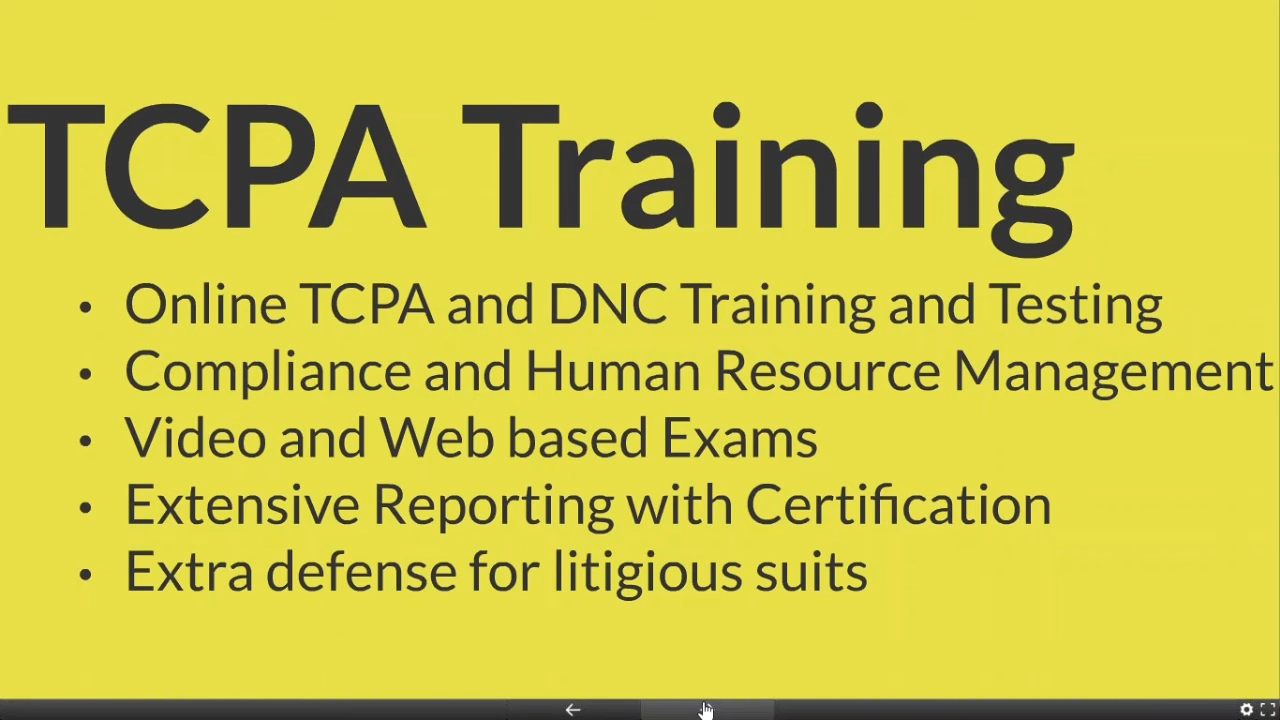 TCPA Training
• Online TCPA and DNC Training and Testing
• Compliance and Human Resource Management
• Video and Web based Exams
• Extensive Reporting with Certification
• Extra defense for litigious suits